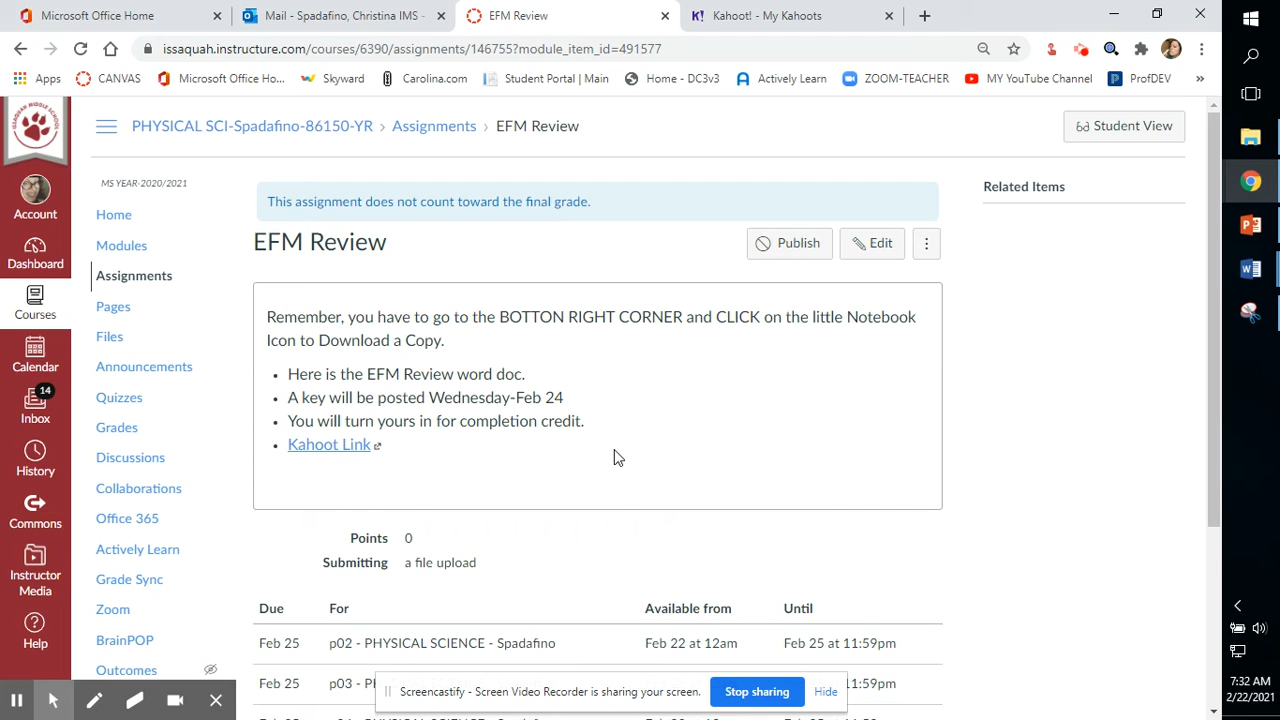 Microsoft Office Home
Mail - Spadafino, Christina IMS -
EFM Review
Kahoot! - My Kahoots
issaquah.instructure.com/courses/6390/assignments/146755?module_item_id=491577
Apps
CANVAS
Microsoft Office Ho...
Skyward
Carolina.com
Student Portal | Main
Home - DC3v3
Actively Learn
ZOOM-TEACHER
MY YouTube Channel
ProfDEV
PHYSICAL SCI-Spadafino-86150-YR › Assignments › EFM Review
Student View
MS YEAR-2020/2021
Account
Dashboard
Courses
Calendar
14
Inbox
History
Commons
Instructor
Media
Help
Home
Modules
Assignments
Pages
Files
Announcements
Quizzes
Grades
Discussions
Collaborations
Office 365
Actively Learn
Grade Sync
Zoom
BrainPOP
Outcomes
This assignment does not count toward the final grade.
EFM Review
Publish
Edit
Remember, you have to go to the BOTTON RIGHT CORNER and CLICK on the little Notebook
Icon to Download a Copy.
• Here is the EFM Review word doc.
• A key will be posted Wednesday-Feb 24
• You will turn yours in for completion credit.
• Kahoot Link
Points 0
Submitting a file upload
Due For Available from Until
Feb 25 p02 - PHYSICAL SCIENCE - Spadafino Feb 22 at 12am Feb 25 at 11:59pm
Feb 25 p03 -
Related Items
Screencastify - Screen Video Recorder is sharing your screen.
Stop sharing
Hide
7:32 AM
2/22/2021